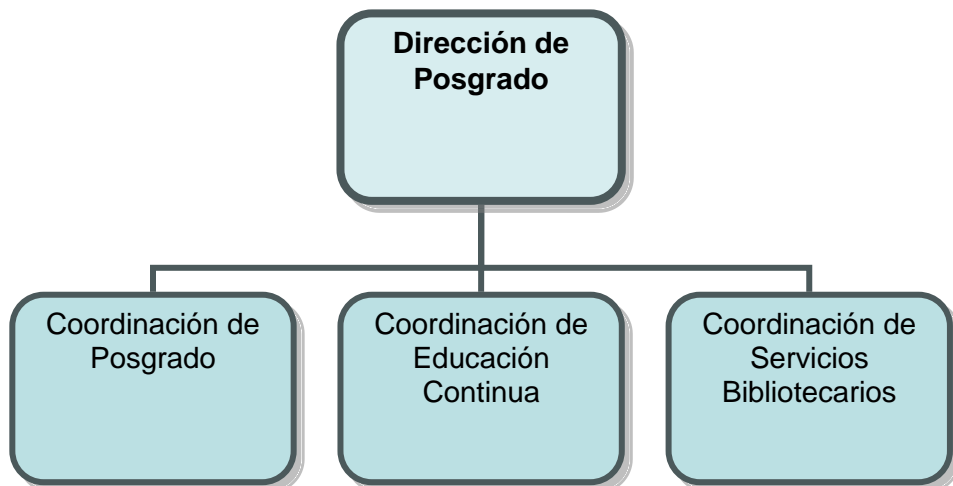 Dirección de
Posgrado
Coordinación de
Posgrado
Coordinación de
Educación
Continua
Coordinación de
Servicios
Bibliotecarios